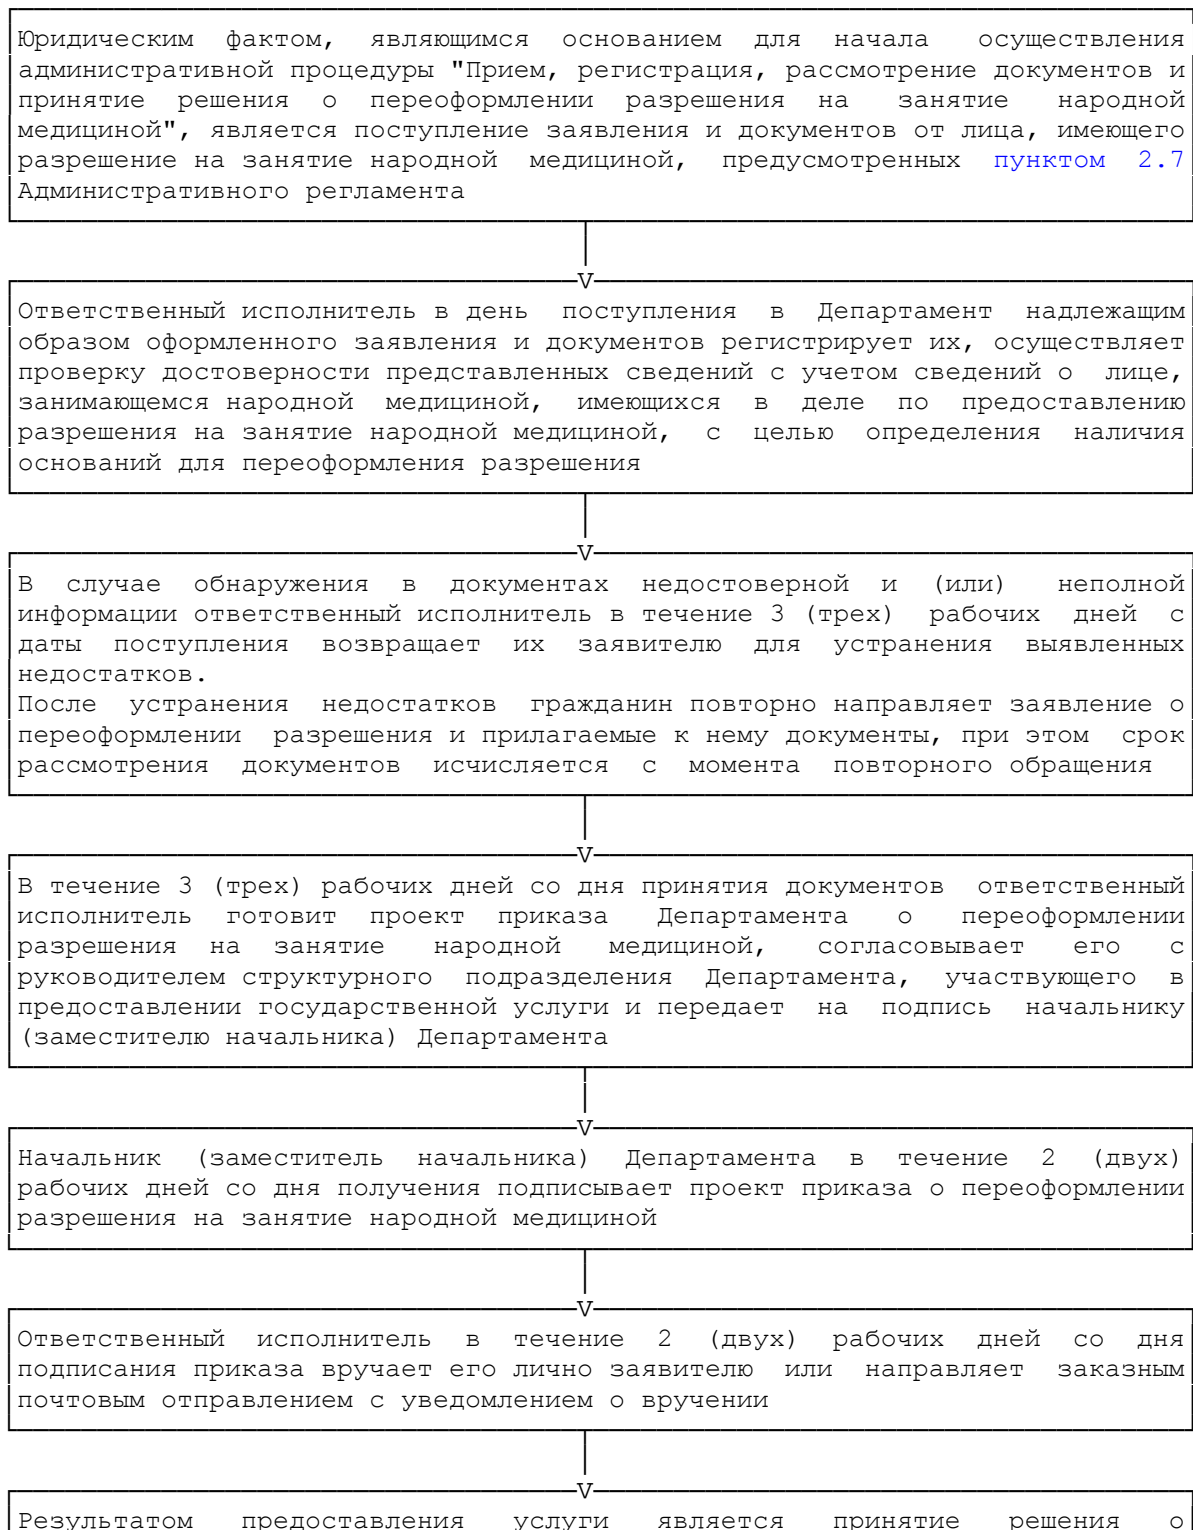 Юридическим фактом, являющимся основанием для начала осуществления
административной процедуры "Прием, регистрация, рассмотрение документов и
принятие решения о переоформлении разрешения на занятие народной
медициной", является поступление заявления и документов от лица, имеющего
разрешение на занятие народной медициной, предусмотренных пунктом 2.7
Административного регламента
V
Ответственный исполнитель в день поступления в Департамент надлежащим
образом оформленного заявления и документов регистрирует их, осуществляет
проверку достоверности представленных сведений с учетом сведений о лице,
занимающемся народной медициной, имеющихся в деле по предоставлению
разрешения на занятие народной медициной, с целью определения наличия
оснований для переоформления разрешения
V
В случае обнаружения в документах недостоверной и (или) неполной
информации ответственный исполнитель в течение 3 (трех) рабочих дней с
даты поступления возвращает их заявителю для устранения выявленных
недостатков.
После устранения недостатков гражданин повторно направляет заявление о
переоформлении разрешения и прилагаемые к нему документы, при этом срок
рассмотрения документов исчисляется с момента повторного обращения
V
В течение 3 (трех) рабочих дней со дня принятия документов ответственный
исполнитель готовит проект приказа Департамента о переоформлении
разрешения на занятие народной медициной, согласовывает его с
руководителем структурного подразделения Департамента, участвующего в
предоставлении государственной услуги и передает на подпись начальнику
(заместителю начальника) Департамента
V
Начальник (заместитель начальника) Департамента в течение 2 (двух)
рабочих дней со дня получения подписывает проект приказа о переоформлении
разрешения на занятие народной медициной
V
Ответственный исполнитель в течение 2 (двух) рабочих дней со дня
подписания приказа вручает его лично заявителю или направляет заказным
почтовым отправлением с уведомлением о вручении
V
Результатом предоставления услуги является принятие решения о